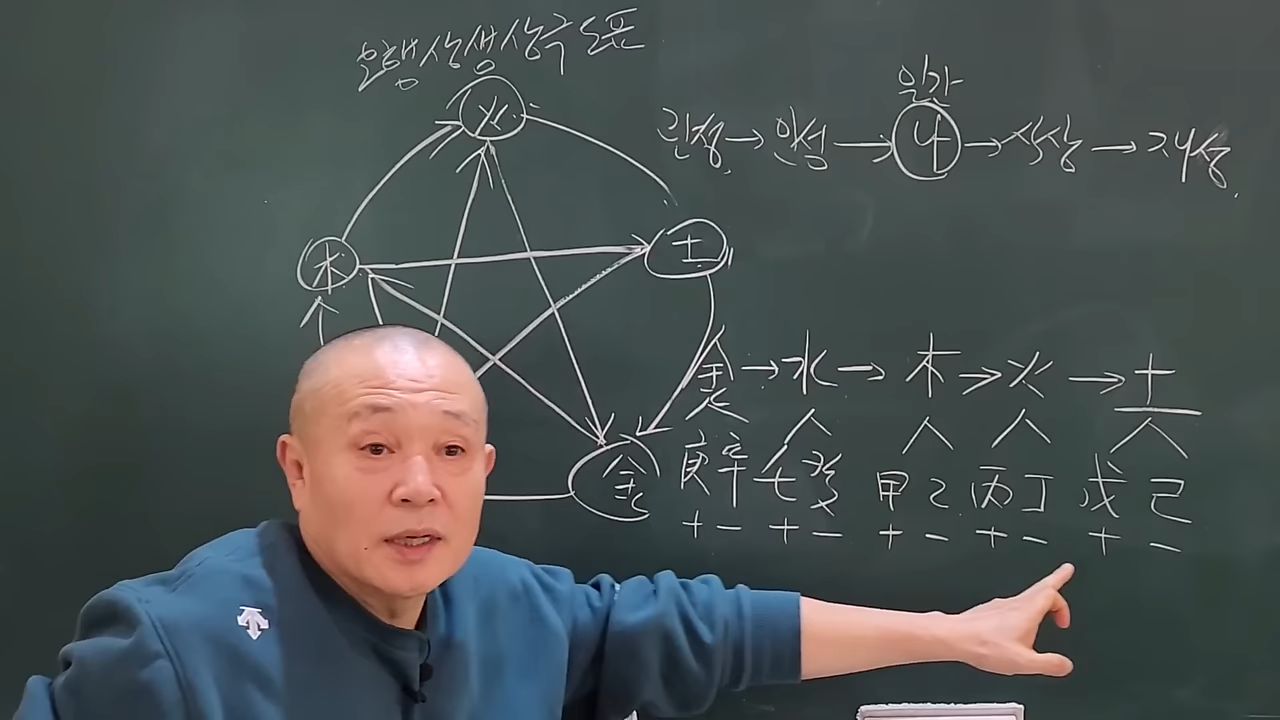 오행상생상극도표
火
일간
관성→인성→나→식상→재성
木
土
金→水→木→火→土
金
庚辛 壬癸 甲乙 丙丁 戊己
+ - + - + - + - + -